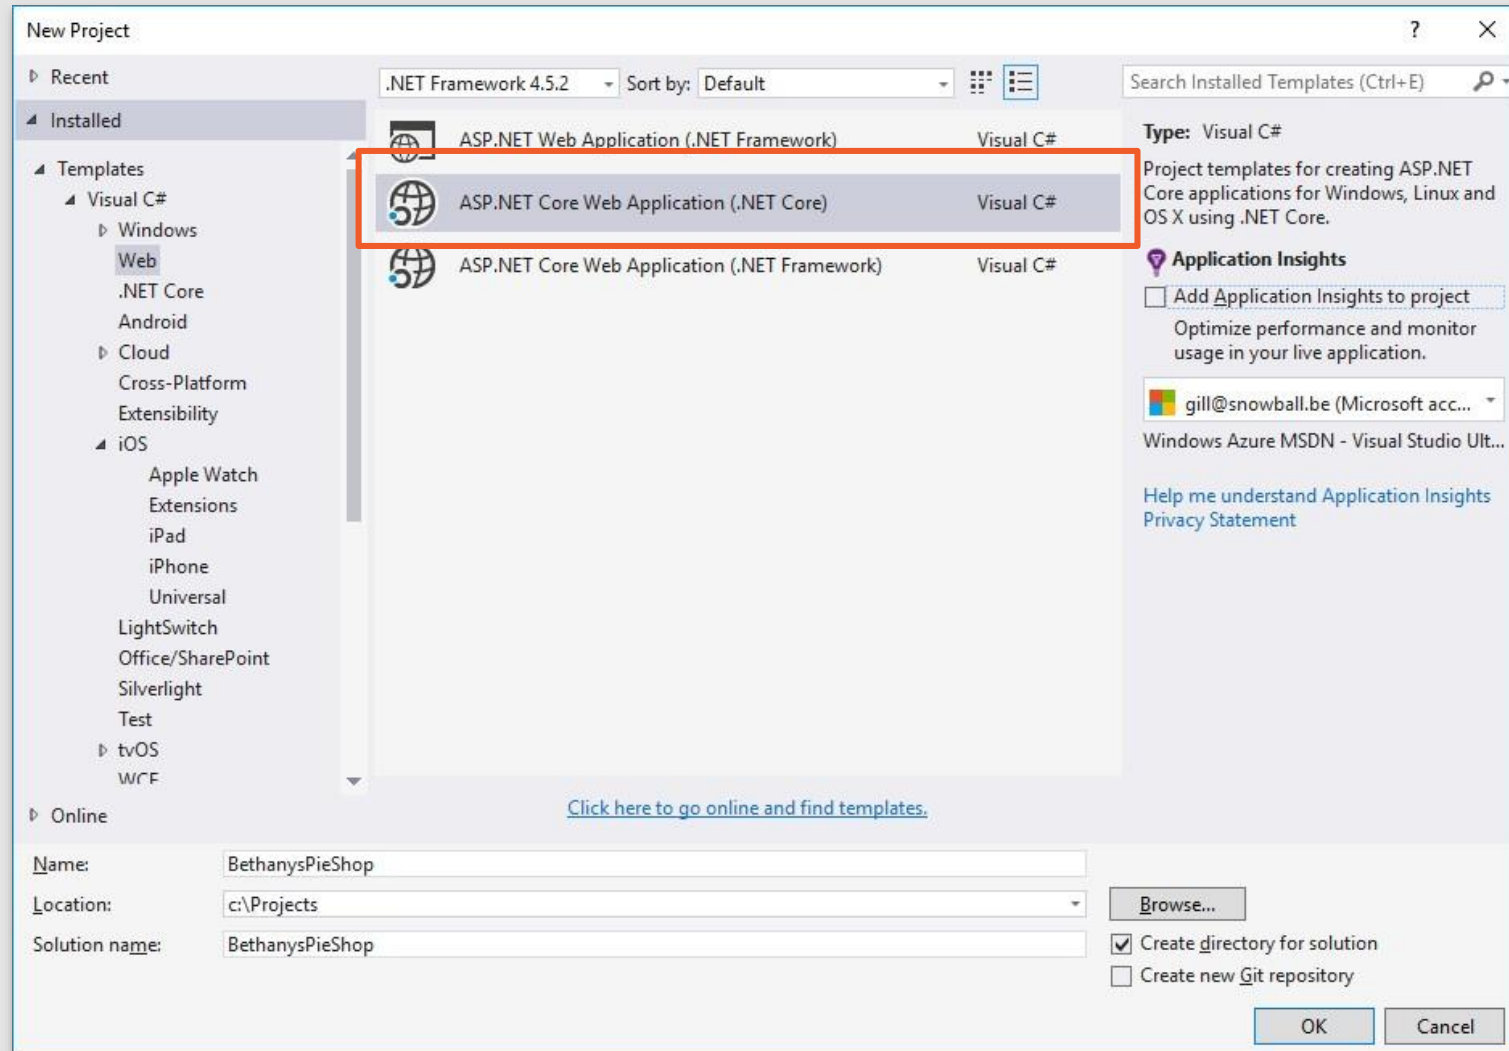 New Project
?
Recent
.NET Framework 4.5.2
Sort by:
Default
Search Installed Templates (Ctrl+E)
Installed
Templates
Visual C#
Windows
Web
.NET Core
Android
Cloud
Cross-Platform
Extensibility
iOS
Apple Watch
Extensions
iPad
iPhone
Universal
LightSwitch
Office/SharePoint
Silverlight
Test
tvOS
WCF
Online
ASP.NET Web Application (.NET Framework) Visual C#
ASP.NET Core Web Application (.NET Core) Visual C#
ASP.NET Core Web Application (.NET Framework) Visual C#
Click here to go online and find templates.
Type: Visual C#
Project templates for creating ASP.NET
Core applications for Windows, Linux and
OS X using .NET Core.
Application Insights
Add Application Insights to project
Optimize performance and monitor
usage in your live application.
gill@snowball.be (Microsoft acc...
Windows Azure MSDN - Visual Studio Ult...
Help me understand Application Insights
Privacy Statement
Name: BethanysPieShop
Location: c:\Projects
Browse...
Solution name: BethanysPieShop
Create directory for solution
Create new Git repository
OK
Cancel